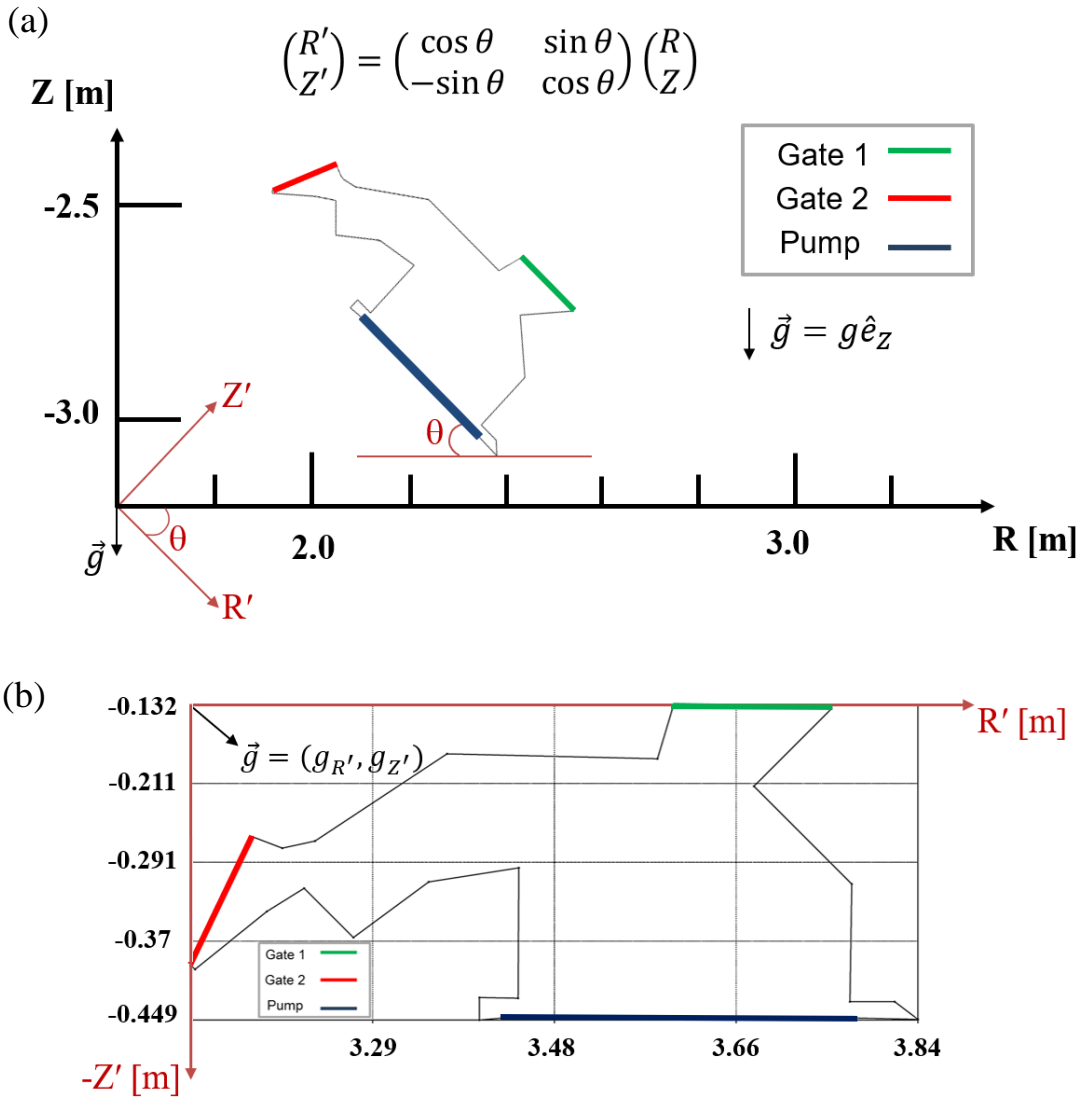 (a)
(R′ Z′) = (cos θ sin θ −sin θ cos θ) (R Z)
Z [m]
Gate 1
Gate 2
Pump
-2.5
g⃗ = gê_Z
-3.0
Z′
θ
θ
g⃗
R′
2.0
3.0
R [m]
(b)
-0.132
R′ [m]
g⃗ = (g_R′, g_Z′)
-0.211
-0.291
-0.37
Gate 1
Gate 2
Pump
-0.449
3.29
3.48
3.66
3.84
-Z′ [m]